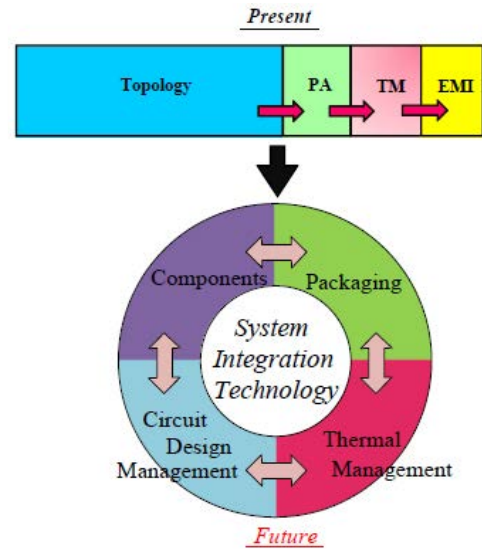 Present
Topology PA TM EMI
Components Packaging
System
Integration
Technology
Circuit
Design
Management
Thermal
Management
Future